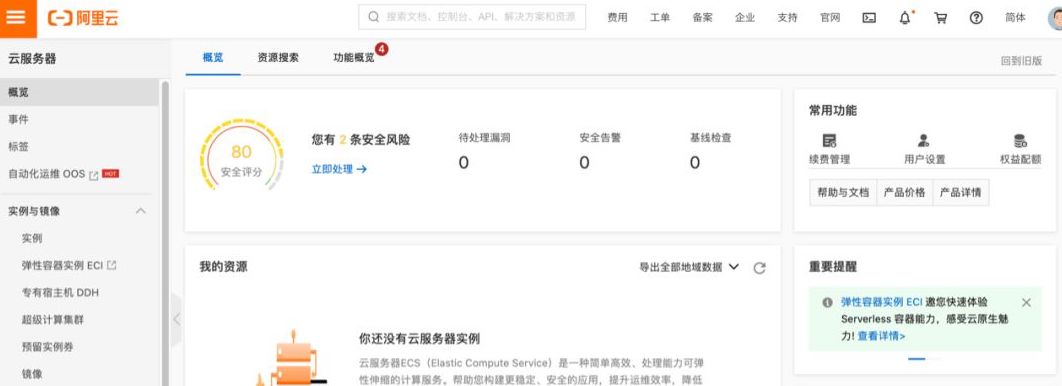 阿里云
搜索文档、控制台、API、解决方案和资源
费用 工单 备案 企业 支持 官网 简体
云服务器
概览 资源搜索 功能概览 4
回到旧版
概览
事件
标签
自动化运维 OOS HOT
实例与镜像
实例
弹性容器实例 ECI
专有宿主机 DDH
超级计算集群
预留实例券
镜像
80
安全评分
您有 2 条安全风险
立即处理 →
待处理漏洞
0
安全告警
0
基线检查
0
常用功能
续费管理 用户设置 权益配额
帮助与文档 产品价格 产品详情
我的资源
导出全部地域数据
你还没有云服务器实例
云服务器ECS（Elastic Compute Service）是一种简单高效、处理能力可弹
性伸缩的计算服务。帮助您构建更稳定、安全的应用，提升运维效率，降低
重要提醒
弹性容器实例 ECI 邀您快速体验
Serverless 容器能力，感受云原生魅
力! 查看详情>